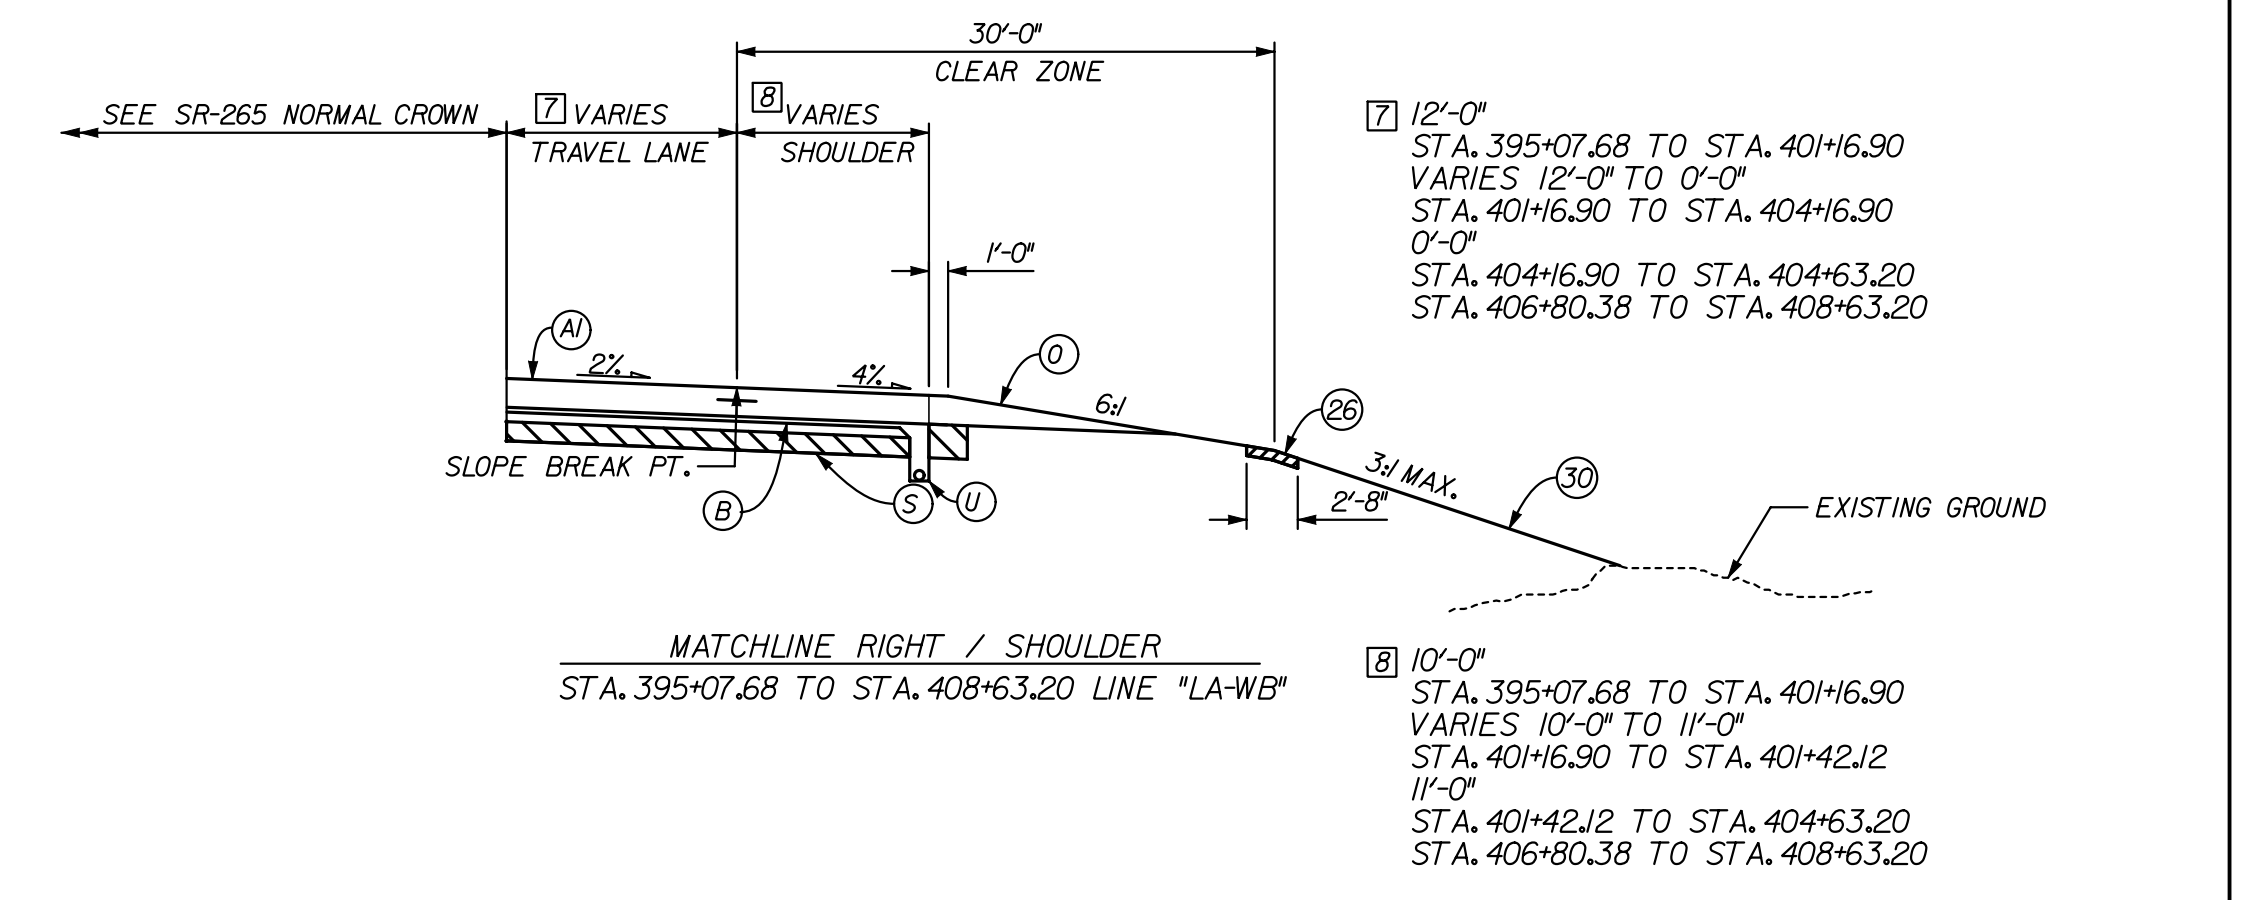 30'-0"
CLEAR ZONE
SEE SR-265 NORMAL CROWN
7 VARIES
TRAVEL LANE
8 VARIES
SHOULDER
1'-0"
A1
2%
4%
O
6:1
26
3:1 MAX.
30
SLOPE BREAK PT.
B
S
U
2'-8"
EXISTING GROUND
MATCHLINE RIGHT / SHOULDER
STA. 395+07.68 TO STA. 408+63.20 LINE "LA-WB"
7 12'-0"
STA. 395+07.68 TO STA. 401+16.90
VARIES 12'-0" TO 0'-0"
STA. 401+16.90 TO STA. 404+16.90
0'-0"
STA. 404+16.90 TO STA. 404+63.20
STA. 406+80.38 TO STA. 408+63.20
8 10'-0"
STA. 395+07.68 TO STA. 401+16.90
VARIES 10'-0" TO 11'-0"
STA. 401+16.90 TO STA. 401+42.12
11'-0"
STA. 401+42.12 TO STA. 404+63.20
STA. 406+80.38 TO STA. 408+63.20